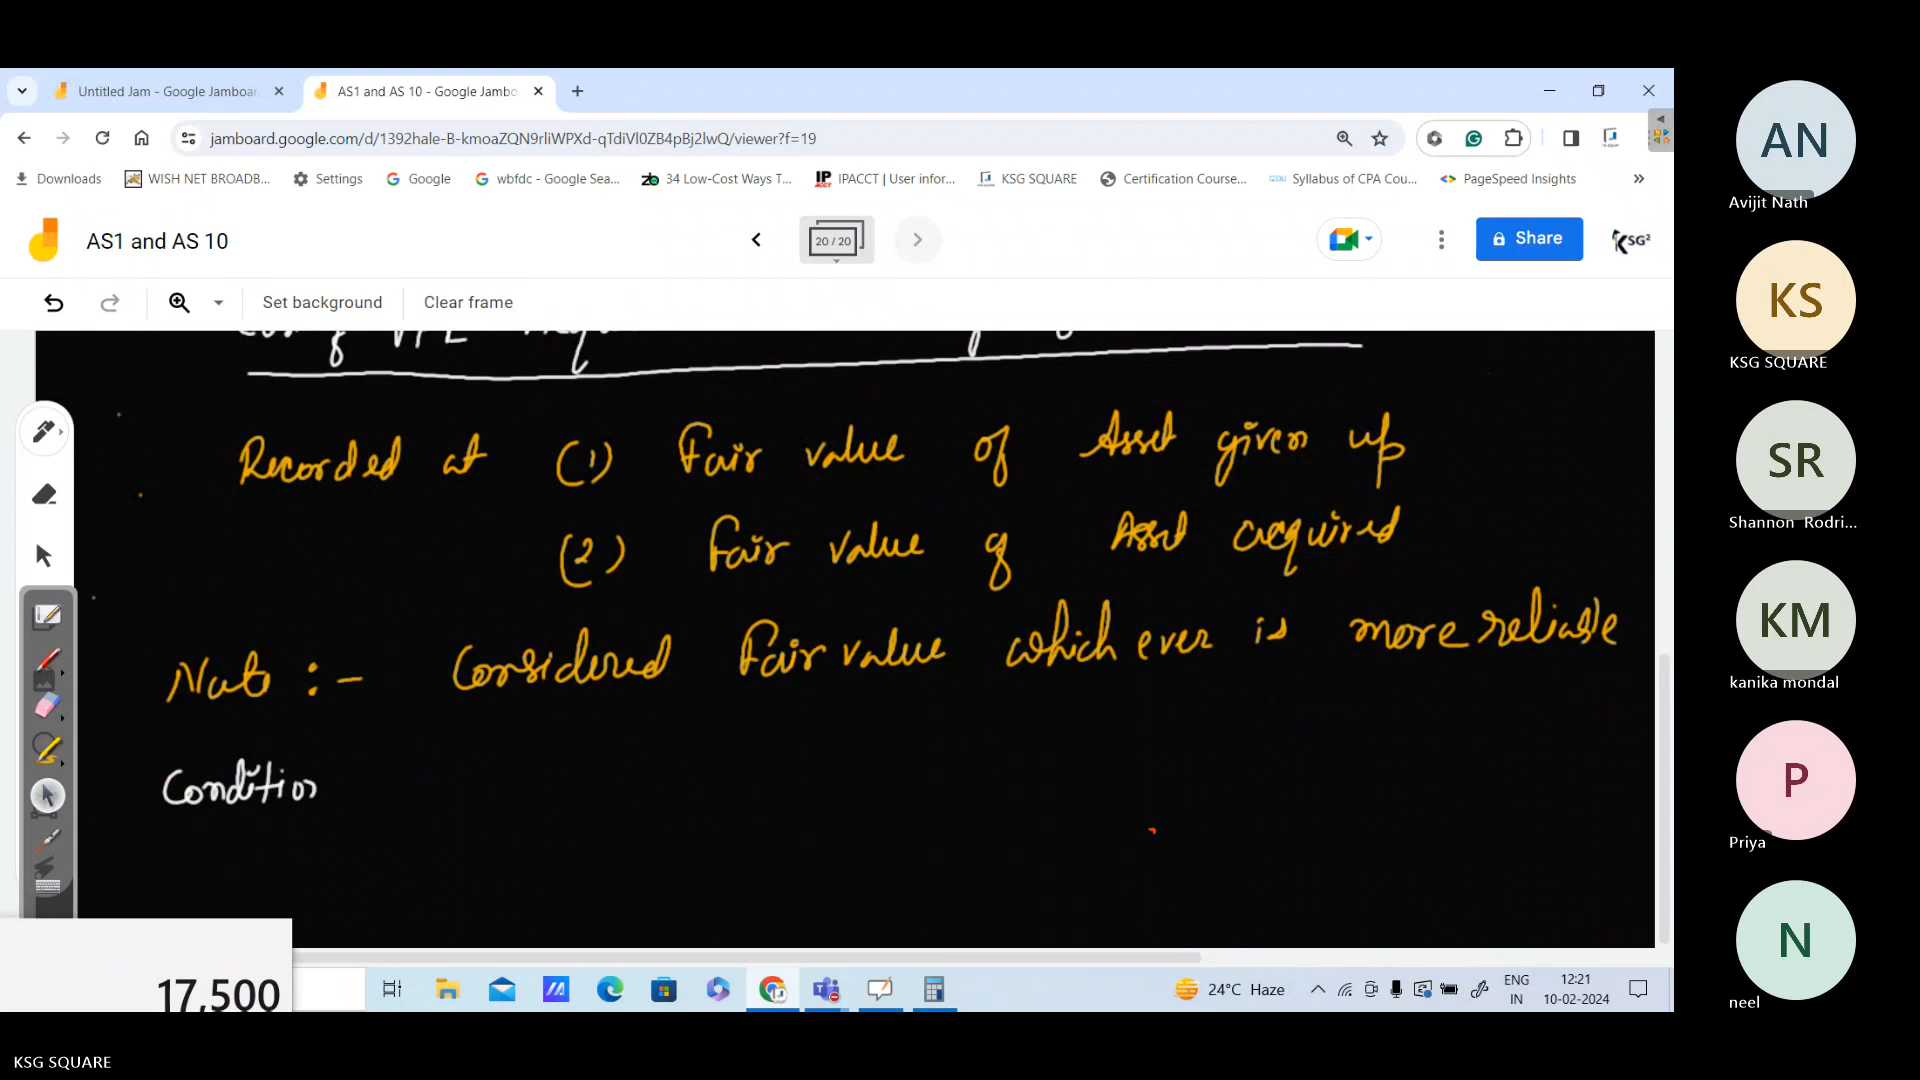 Untitled Jam - Google Jamboar
AS1 and AS 10 - Google Jambo
jamboard.google.com/d/1392hale-B-kmoaZQN9rliWPXd-qTdiVl0ZB4pBj2lwQ/viewer?f=19
Downloads WISH NET BROADB... Settings Google wbfdc - Google Sea... 34 Low-Cost Ways T... IPACCT | User infor... KSG SQUARE Certification Course... Syllabus of CPA Cou... PageSpeed Insights
AS1 and AS 10
20 / 20
Share
KSG²
Set background Clear frame
Recorded at (1) Fair value of Asset given up
(2) Fair value of Asset acquired
Note :- Considered Fair value which ever is more reliable
Condition
17,500
24°C Haze
ENG
IN
12:21
10-02-2024
AN
Avijit Nath
KS
KSG SQUARE
SR
Shannon Rodri...
KM
kanika mondal
P
Priya
N
neel
KSG SQUARE